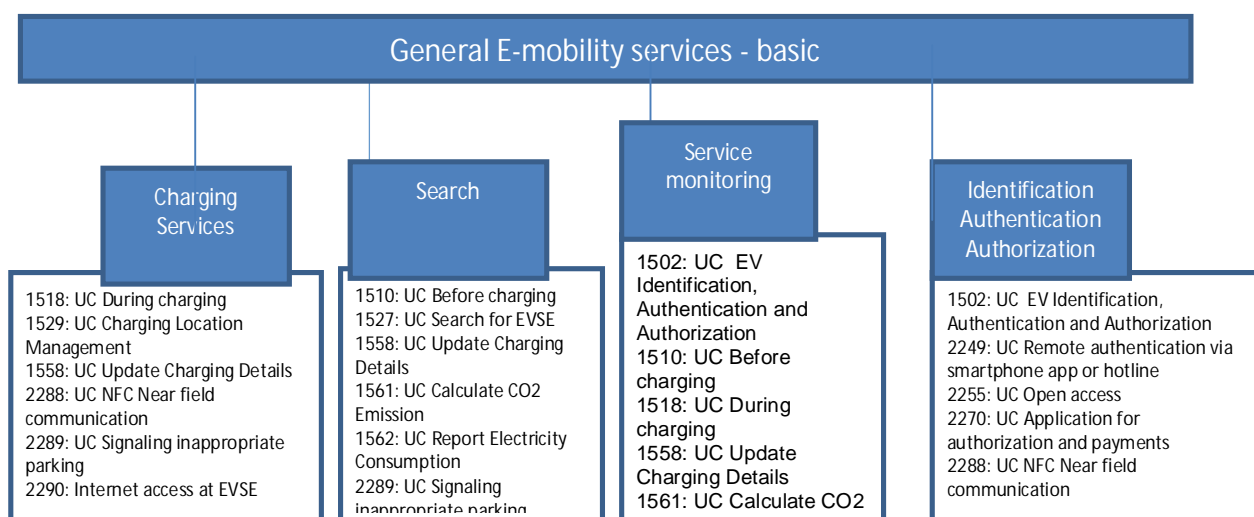 General E-mobility services - basic
Charging
Services
1518: UC During charging
1529: UC Charging Location
Management
1558: UC Update Charging Details
2288: UC NFC Near field
communication
2289: UC Signaling inappropriate
parking
2290: Internet access at EVSE
Search
1510: UC Before charging
1527: UC Search for EVSE
1558: UC Update Charging
Details
1561: UC Calculate CO2
Emission
1562: UC Report Electricity
Consumption
2289: UC Signaling
inappropriate parking
Service
monitoring
1502: UC EV
Identification,
Authentication and
Authorization
1510: UC Before
charging
1518: UC During
charging
1558: UC Update
Charging Details
1561: UC Calculate CO2
Identification
Authentication
Authorization
1502: UC EV Identification,
Authentication and Authorization
2249: UC Remote authentication via
smartphone app or hotline
2255: UC Open access
2270: UC Application for
authorization and payments
2288: UC NFC Near field
communication